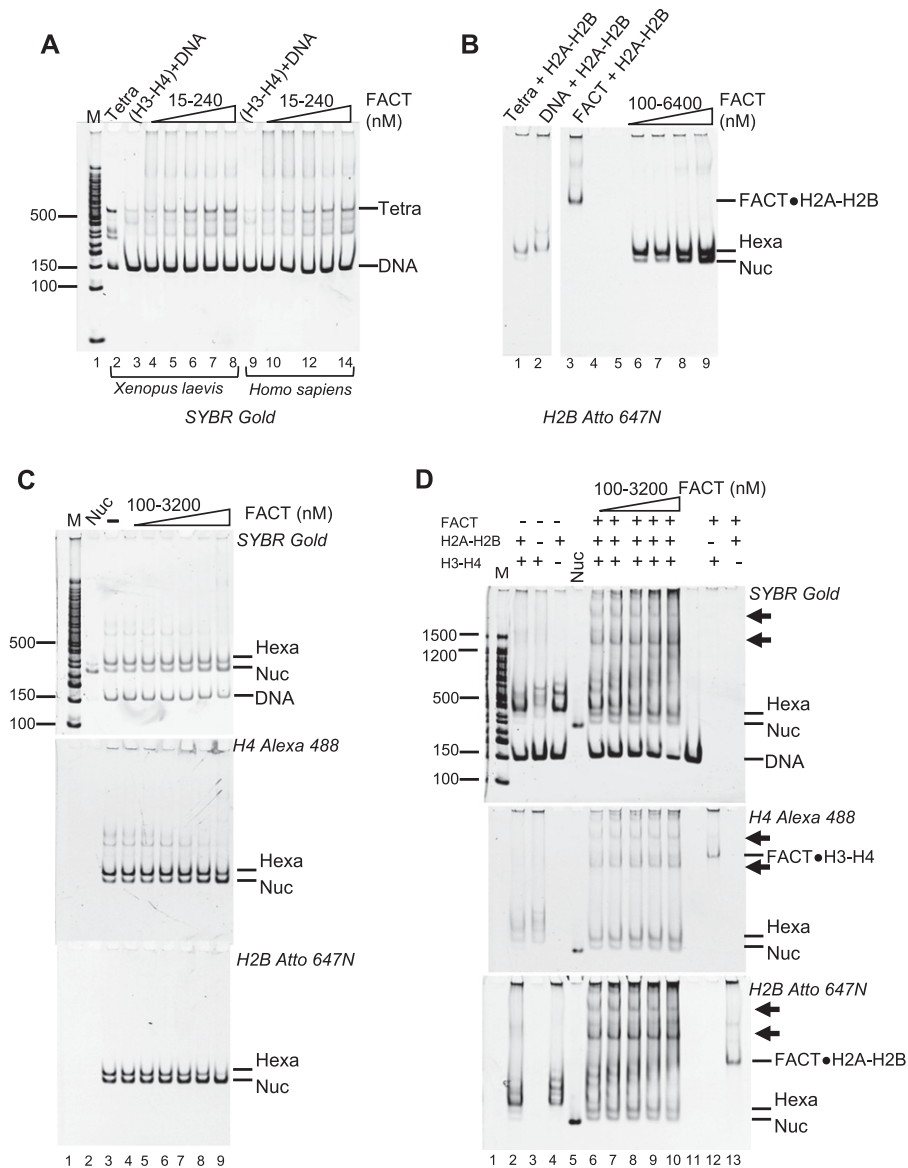 A
M
Tetra
(H3-H4)+DNA
15-240
(H3-H4)+DNA
15-240
FACT
(nM)
500
150
100
Tetra
DNA
1 2 3 4 5 6 7 8 9 10 12 14
Xenopus laevis Homo sapiens
SYBR Gold
B
Tetra + H2A-H2B
DNA + H2A-H2B
FACT + H2A-H2B
100-6400
FACT
(nM)
FACT●H2A-H2B
Hexa
Nuc
1 2 3 4 5 6 7 8 9
H2B Atto 647N
C
M
Nuc
–
100-3200
FACT (nM)
SYBR Gold
500
150
100
Hexa
Nuc
DNA
H4 Alexa 488
Hexa
Nuc
H2B Atto 647N
Hexa
Nuc
1 2 3 4 5 6 7 8 9
D
100-3200 FACT (nM)
FACT - - - + + + + + + +
H2A-H2B + - + + + + + + - +
H3-H4 + + - + + + + + + -
M
Nuc
SYBR Gold
1500
1200
500
150
100
Hexa
Nuc
DNA
H4 Alexa 488
FACT●H3-H4
Hexa
Nuc
H2B Atto 647N
FACT●H2A-H2B
Hexa
Nuc
1 2 3 4 5 6 7 8 9 10 11 12 13